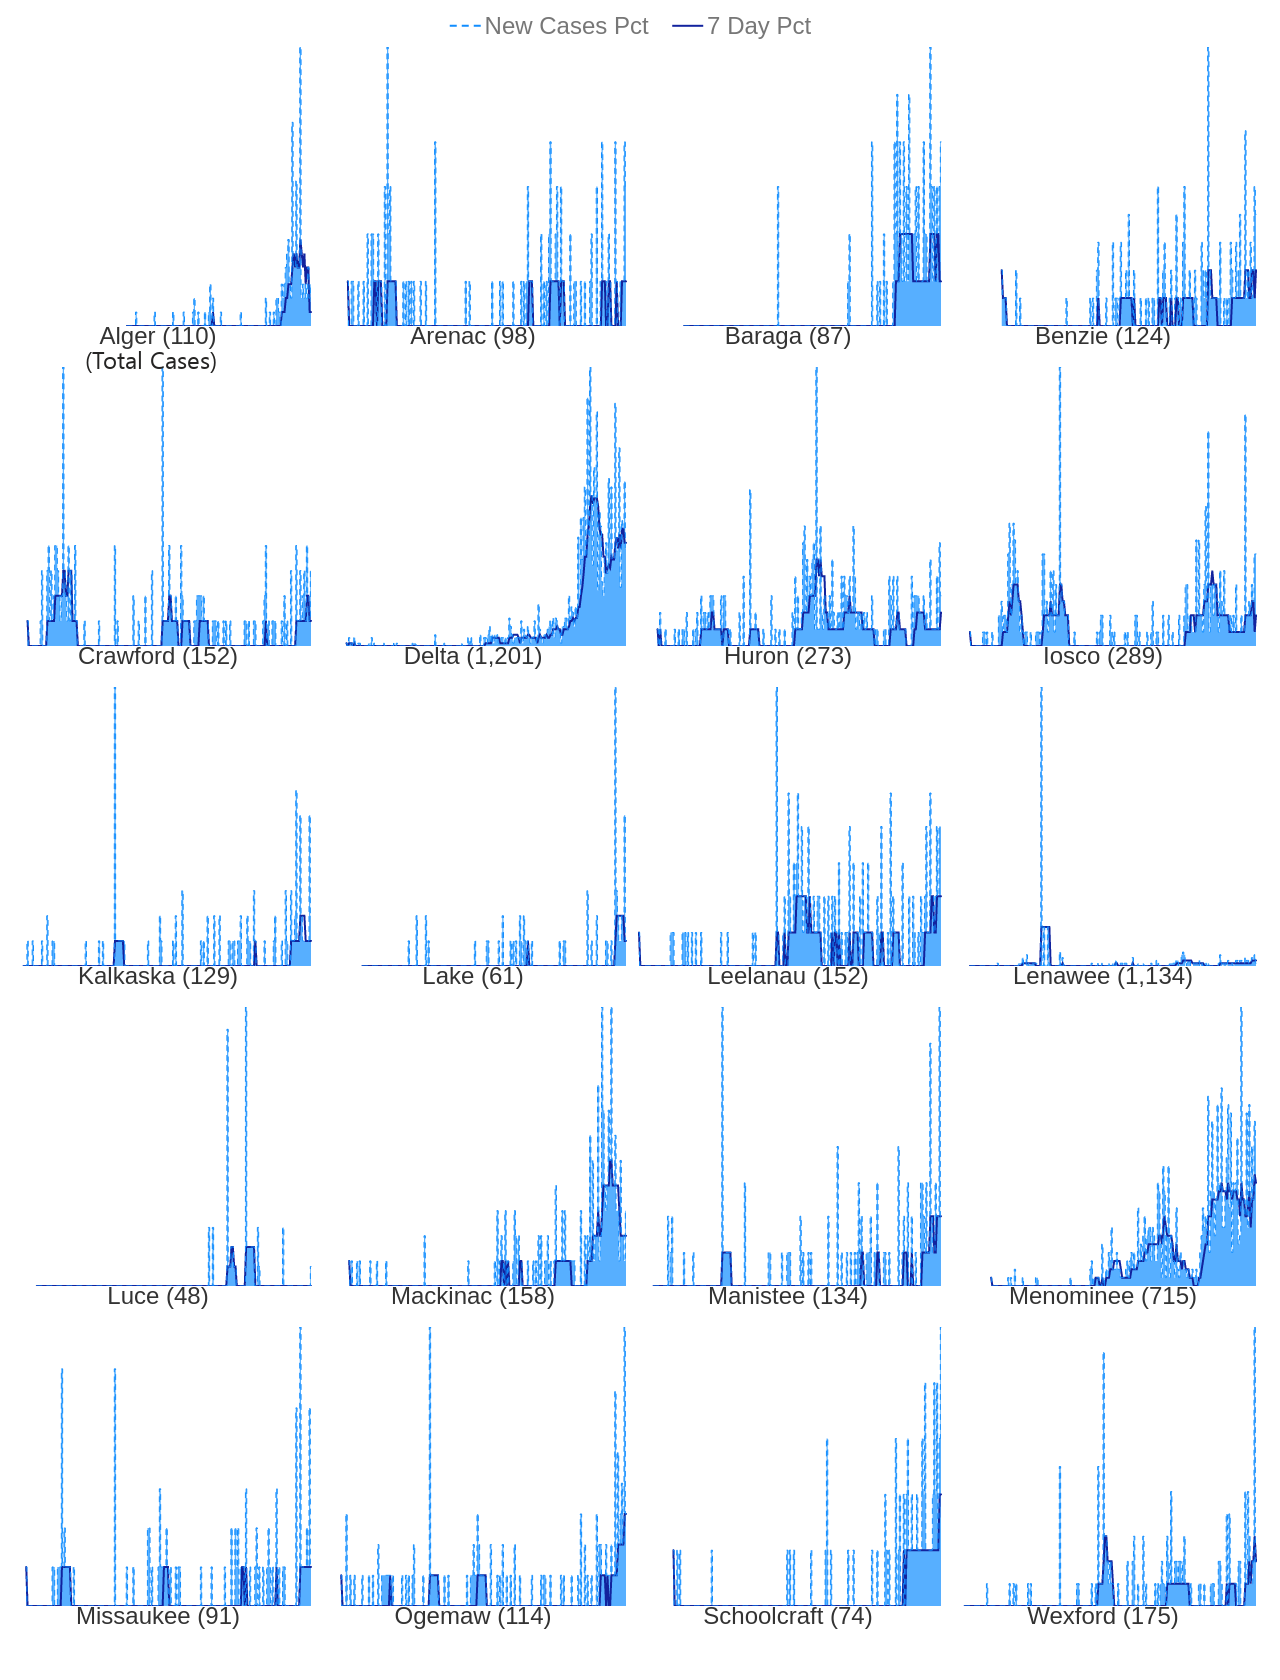 New Cases Pct 7 Day Pct
Alger (110) Arenac (98) Baraga (87) Benzie (124)
(Total Cases)
Crawford (152) Delta (1,201) Huron (273) Iosco (289)
Kalkaska (129) Lake (61) Leelanau (152) Lenawee (1,134)
Luce (48) Mackinac (158) Manistee (134) Menominee (715)
Missaukee (91) Ogemaw (114) Schoolcraft (74) Wexford (175)